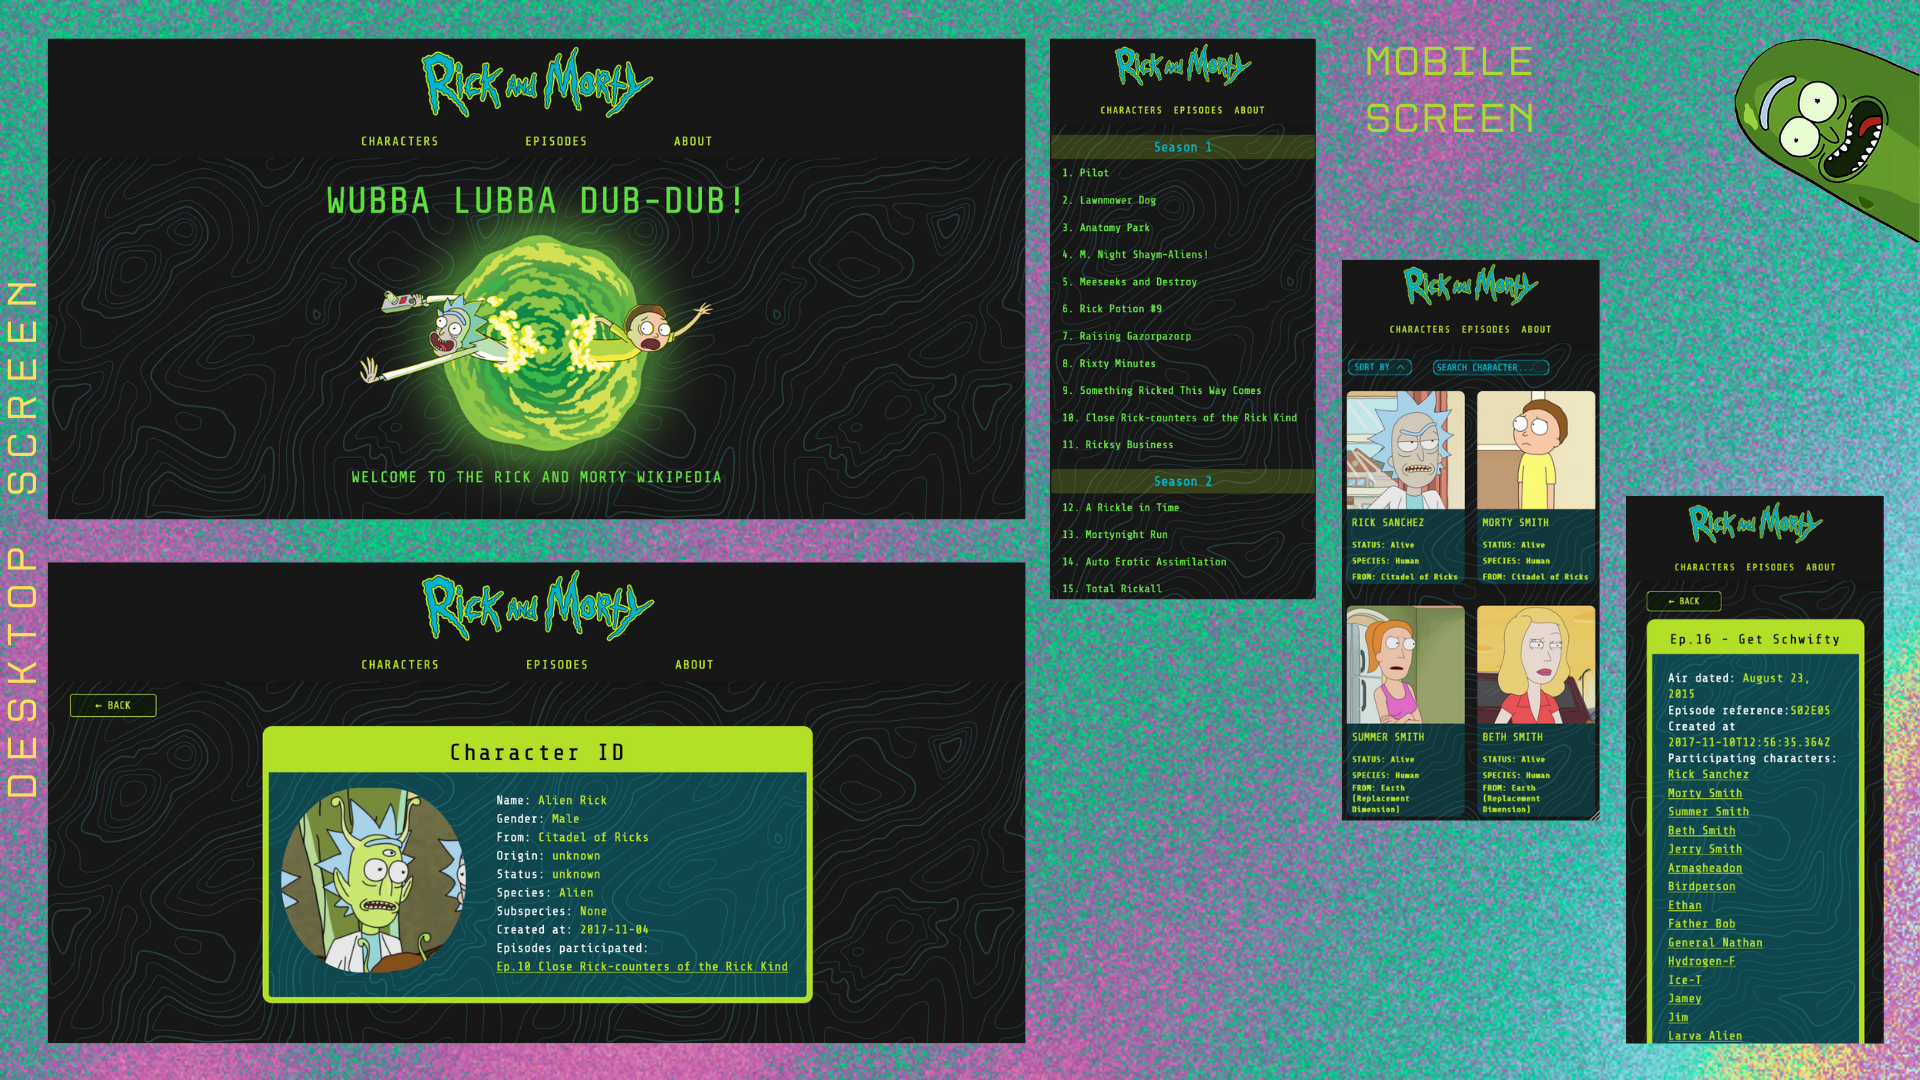 DESKTOP SCREEN
RICK AND MORTY
CHARACTERS EPISODES ABOUT
WUBBA LUBBA DUB-DUB!
WELCOME TO THE RICK AND MORTY WIKIPEDIA
RICK AND MORTY
CHARACTERS EPISODES ABOUT
← BACK
Character ID
Name: Alien Rick
Gender: Male
From: Citadel of Ricks
Origin: unknown
Status: unknown
Species: Alien
Subspecies: None
Created at: 2017-11-04
Episodes participated:
Ep.10 Close Rick-counters of the Rick Kind
RICK AND MORTY
CHARACTERS EPISODES ABOUT
Season 1
1. Pilot
2. Lawnmower Dog
3. Anatomy Park
4. M. Night Shaym-Aliens!
5. Meeseeks and Destroy
6. Rick Potion #9
7. Raising Gazorpazorp
8. Rixty Minutes
9. Something Ricked This Way Comes
10. Close Rick-counters of the Rick Kind
11. Ricksy Business
Season 2
12. A Rickle in Time
13. Mortynight Run
14. Auto Erotic Assimilation
15. Total Rickall
MOBILE
SCREEN
RICK AND MORTY
CHARACTERS EPISODES ABOUT
SORT BY SEARCH CHARACTER...
RICK SANCHEZ
STATUS: Alive
SPECIES: Human
FROM: Citadel of Ricks
MORTY SMITH
STATUS: Alive
SPECIES: Human
FROM: Citadel of Ricks
SUMMER SMITH
STATUS: Alive
SPECIES: Human
FROM: Earth
(Replacement
Dimension)
BETH SMITH
STATUS: Alive
SPECIES: Human
FROM: Earth
(Replacement
Dimension)
RICK AND MORTY
CHARACTERS EPISODES ABOUT
← BACK
Ep.16 - Get Schwifty
Air dated: August 23,
2015
Episode reference:S02E05
Created at
2017-11-10T12:56:35.364Z
Participating characters:
Rick Sanchez
Morty Smith
Summer Smith
Beth Smith
Jerry Smith
Armagheadon
Birdperson
Ethan
Father Bob
General Nathan
Hydrogen-F
Ice-T
Jamey
Jim
Larva Alien